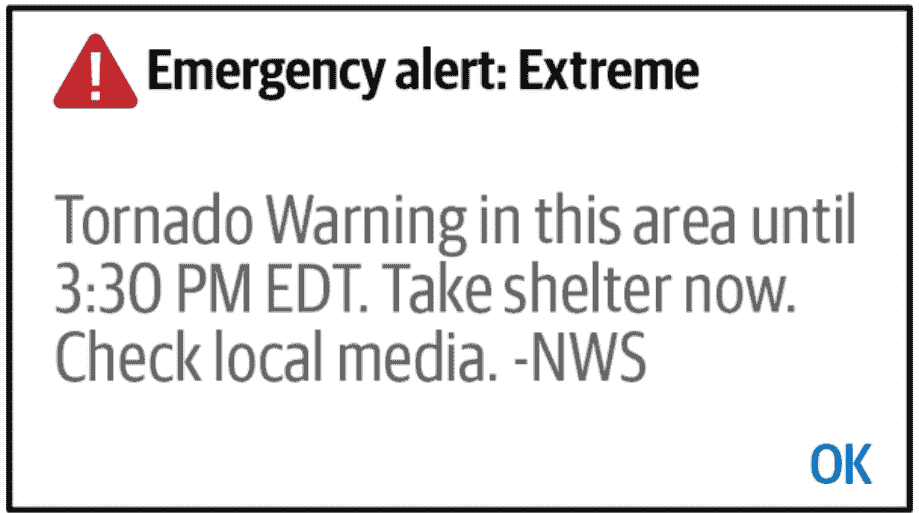 Emergency alert: Extreme
Tornado Warning in this area until
3:30 PM EDT. Take shelter now.
Check local media. -NWS
OK